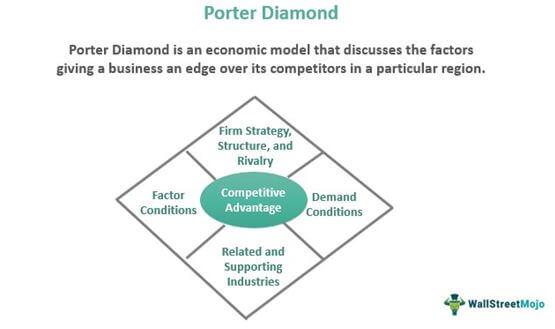 Porter Diamond
Porter Diamond is an economic model that discusses the factors
giving a business an edge over its competitors in a particular region.
Firm Strategy,
Structure, and
Rivalry
Factor
Conditions
Competitive
Advantage
Demand
Conditions
Related and
Supporting
Industries
WallStreetMojo